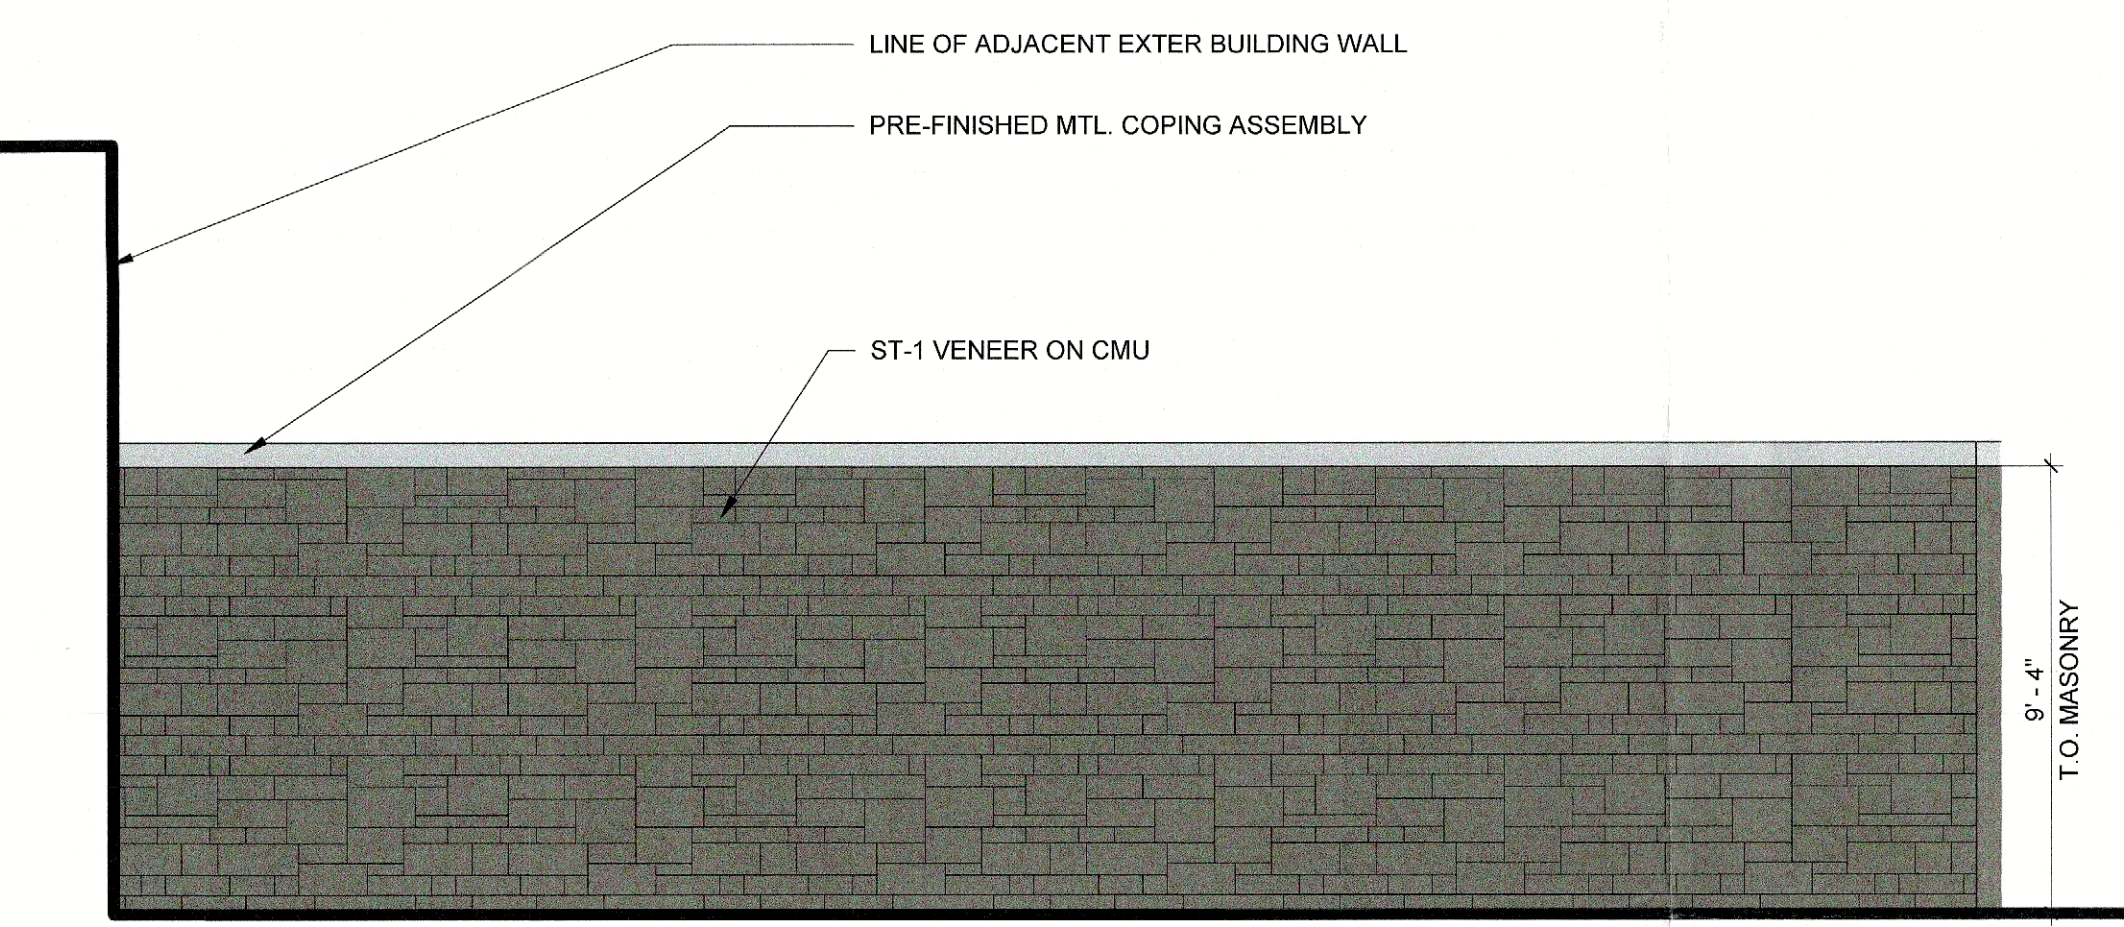 LINE OF ADJACENT EXTER BUILDING WALL
PRE-FINISHED MTL. COPING ASSEMBLY
ST-1 VENEER ON CMU
9' - 4"
T.O. MASONRY